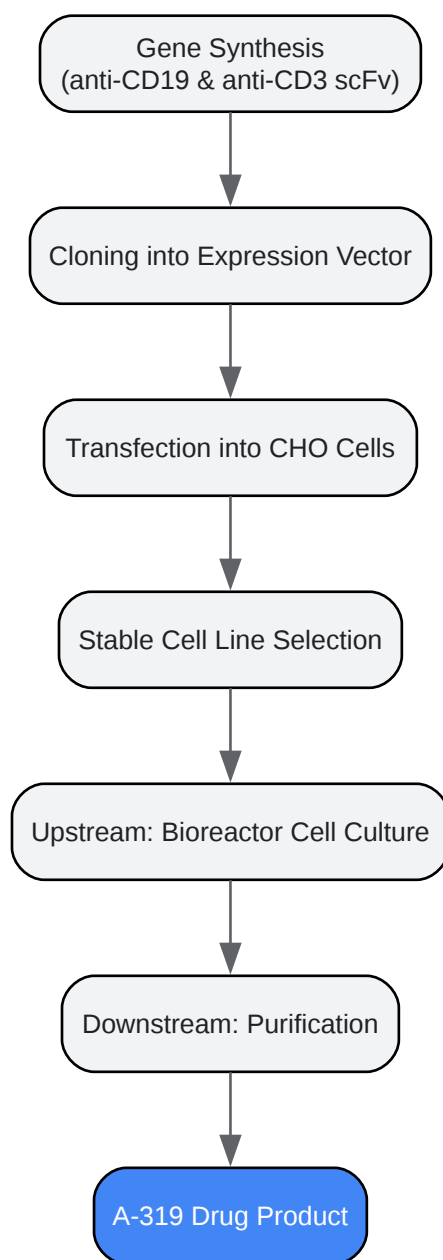 Gene Synthesis
(anti-CD19 & anti-CD3 scFv)
Cloning into Expression Vector
Transfection into CHO Cells
Stable Cell Line Selection
Upstream: Bioreactor Cell Culture
Downstream: Purification
A-319 Drug Product